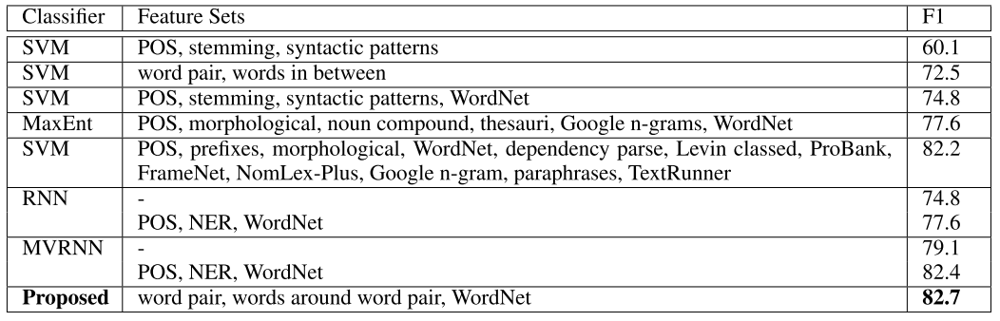 Classifier Feature Sets F1
SVM POS, stemming, syntactic patterns 60.1
SVM word pair, words in between 72.5
SVM POS, stemming, syntactic patterns, WordNet 74.8
MaxEnt POS, morphological, noun compound, thesauri, Google n-grams, WordNet 77.6
SVM POS, prefixes, morphological, WordNet, dependency parse, Levin classed, ProBank, 82.2
FrameNet, NomLex-Plus, Google n-gram, paraphrases, TextRunner
RNN - 74.8
POS, NER, WordNet 77.6
MVRNN - 79.1
POS, NER, WordNet 82.4
Proposed word pair, words around word pair, WordNet 82.7